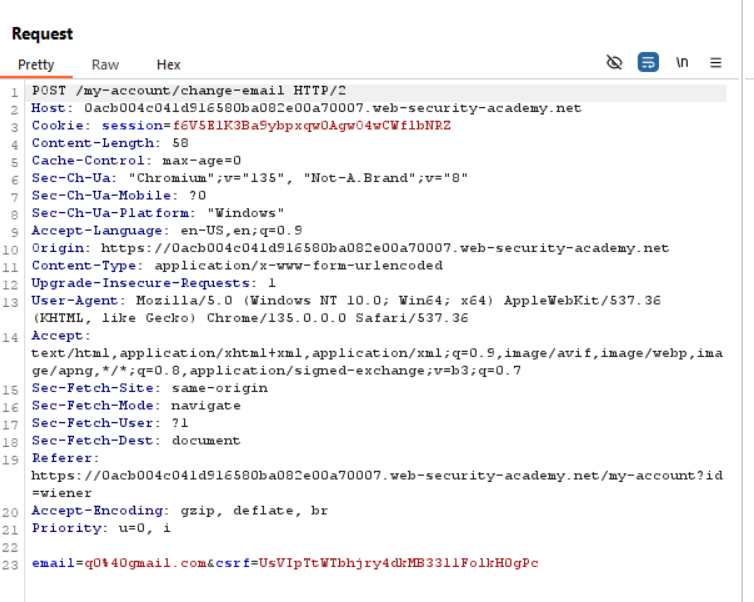 Request
Pretty Raw Hex \n
1 POST /my-account/change-email HTTP/2
2 Host: 0acb004c041d916580ba082e00a70007.web-security-academy.net
3 Cookie: session=f6V5ElK3Ba9ybpxqw0Agw04wCWflbNRZ
4 Content-Length: 58
5 Cache-Control: max-age=0
6 Sec-Ch-Ua: "Chromium";v="135", "Not-A.Brand";v="8"
7 Sec-Ch-Ua-Mobile: ?0
8 Sec-Ch-Ua-Platform: "Windows"
9 Accept-Language: en-US,en;q=0.9
10 Origin: https://0acb004c041d916580ba082e00a70007.web-security-academy.net
11 Content-Type: application/x-www-form-urlencoded
12 Upgrade-Insecure-Requests: 1
13 User-Agent: Mozilla/5.0 (Windows NT 10.0; Win64; x64) AppleWebKit/537.36
(KHTML, like Gecko) Chrome/135.0.0.0 Safari/537.36
14 Accept:
text/html,application/xhtml+xml,application/xml;q=0.9,image/avif,image/webp,ima
ge/apng,*/*;q=0.8,application/signed-exchange;v=b3;q=0.7
15 Sec-Fetch-Site: same-origin
16 Sec-Fetch-Mode: navigate
17 Sec-Fetch-User: ?1
18 Sec-Fetch-Dest: document
19 Referer:
https://0acb004c041d916580ba082e00a70007.web-security-academy.net/my-account?id
=wiener
20 Accept-Encoding: gzip, deflate, br
21 Priority: u=0, i
22
23 email=q0%40gmail.com&csrf=UsVIpTtWTbhjry4dkMB33llFolkH0gPc